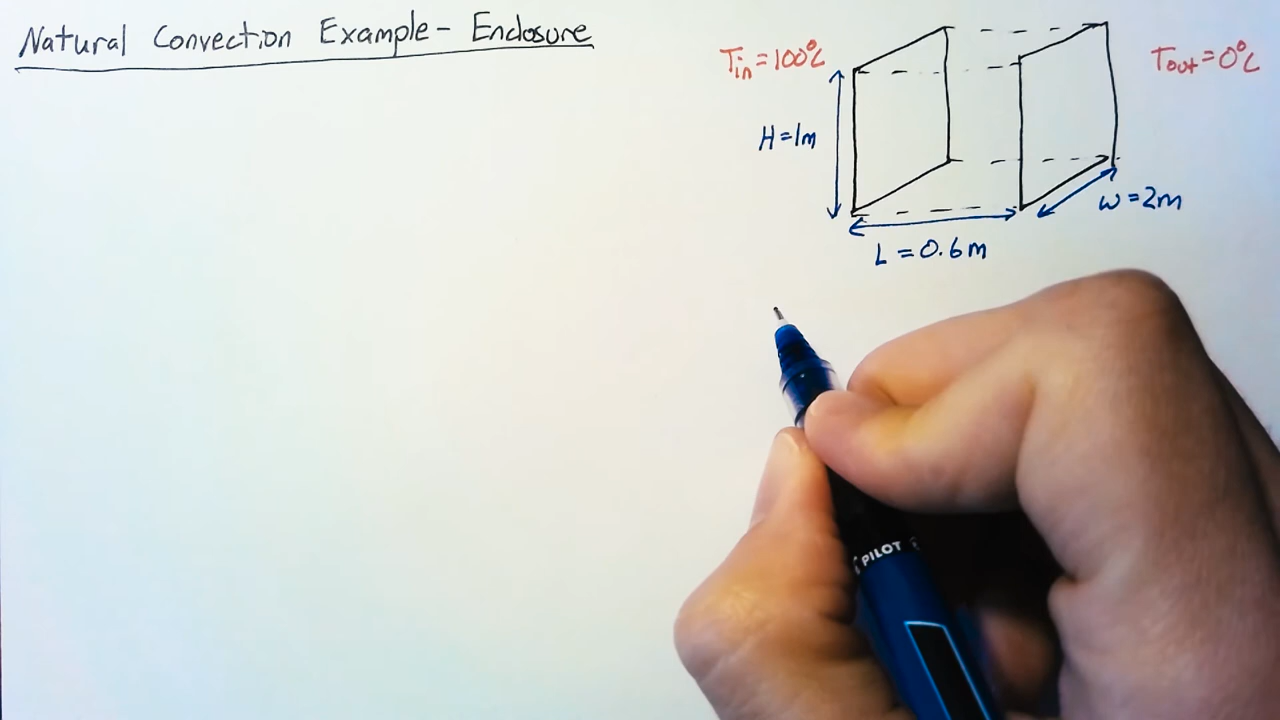 Natural Convection Example- Enclosure
Tin=100°C
Tout=0°C
H=1m
w=2m
L=0.6m
PILOT